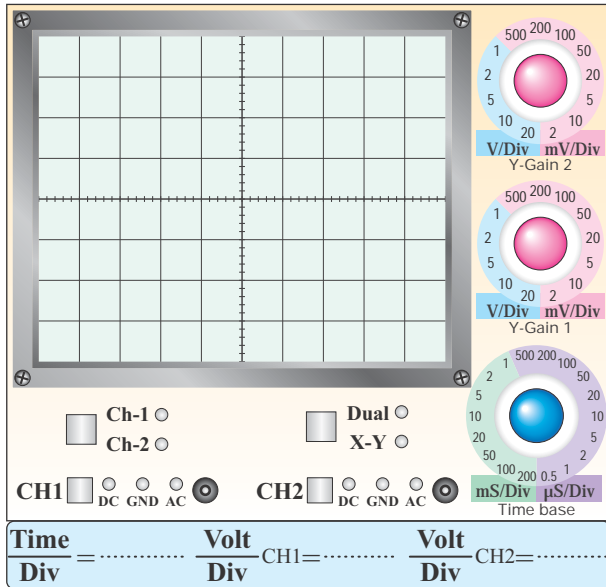 500 200 100 50 20 5 10 2 20 10 5 2 1
V/Div mV/Div
Y-Gain 2
500 200 100 50 20 5 10 2 20 10 5 2 1
V/Div mV/Div
Y-Gain 1
500 200 100 50 20 10 5 2 1 0.5 200 100 50 20 10 5 2 1
mS/Div µS/Div
Time base
Ch-1
Ch-2
Dual
X-Y
CH1 DC GND AC
CH2 DC GND AC
Time/Div = ............ Volt/Div CH1=............ Volt/Div CH2=............